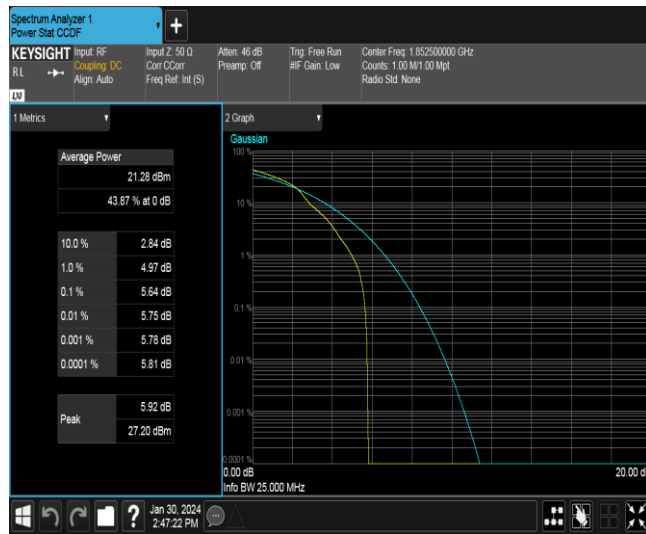 Spectrum Analyzer 1
Power Stat CCDF
+
KEYSIGHT
RL
LXI
Input: RF
Coupling: DC
Align: Auto
Input Z: 50 Ω
Corr CCorr
Freq Ref: Int (S)
Atten: 46 dB
Preamp: Off
Trig: Free Run
#IF Gain: Low
Center Freq: 1.852500000 GHz
Counts: 1.00 M/1.00 Mpt
Radio Std: None
1 Metrics
Average Power
21.28 dBm
43.87 % at 0 dB
10.0 % 2.84 dB
1.0 % 4.97 dB
0.1 % 5.64 dB
0.01 % 5.75 dB
0.001 % 5.78 dB
0.0001 % 5.81 dB
Peak
5.92 dB
27.20 dBm
2 Graph
Gaussian
100 %
10 %
1 %
0.1 %
0.01 %
0.001 %
0.0001 %
0.00 dB
20.00 d
Info BW 25.000 MHz
?
Jan 30, 2024
2:47:22 PM